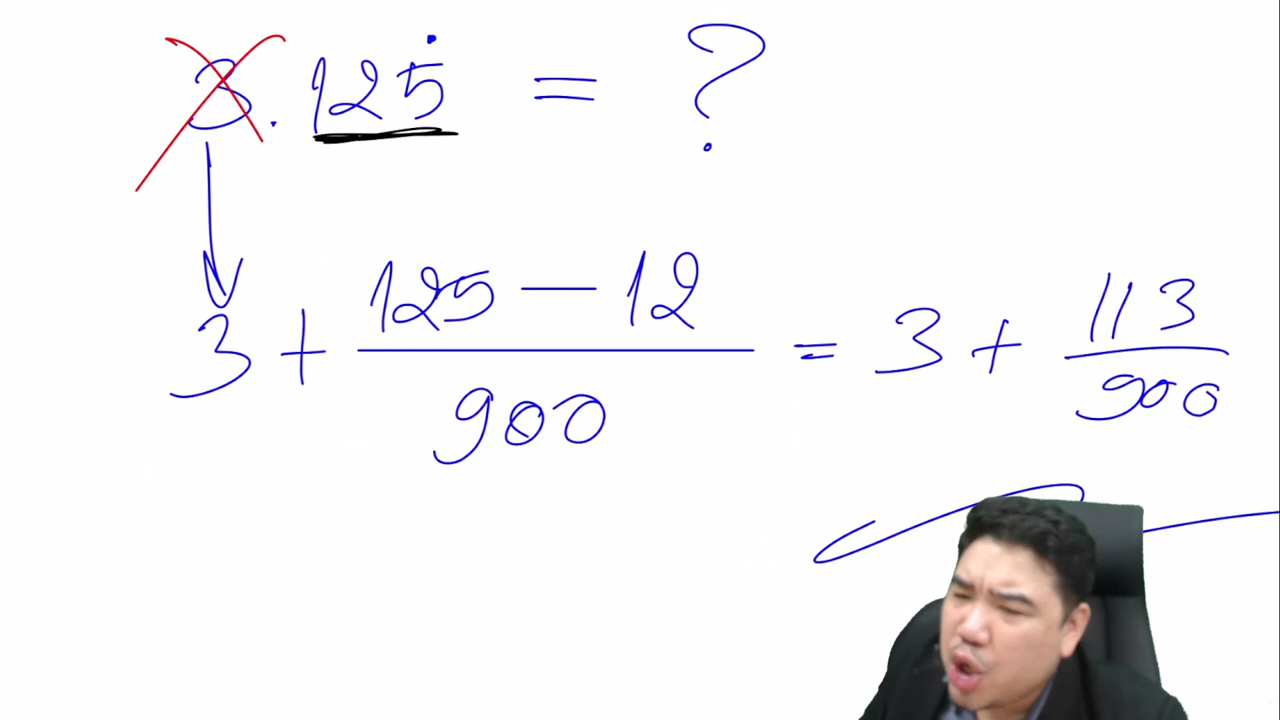 3.125̇ = ?
3 + (125 − 12)/900 = 3 + 113/900